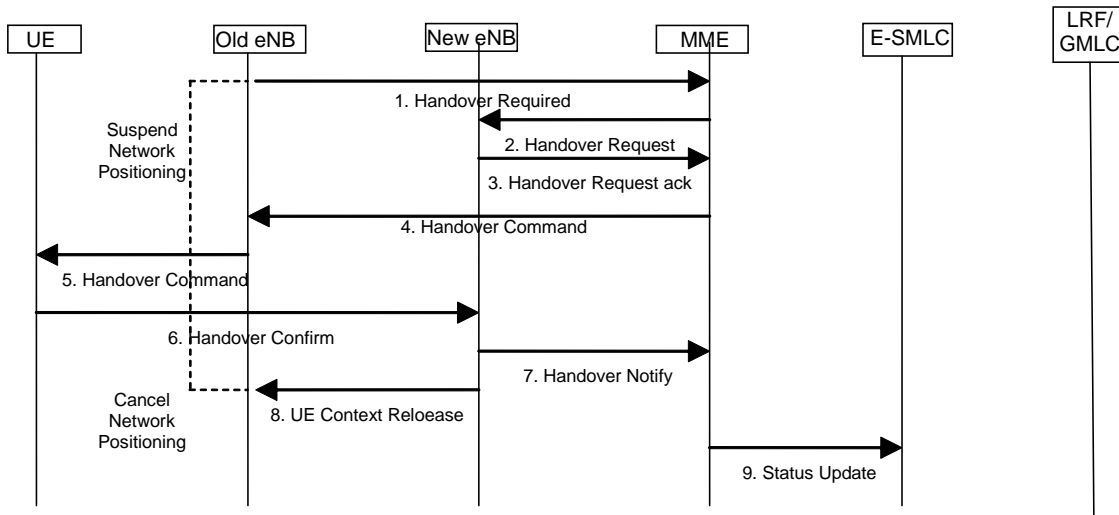 UE
Old eNB
New eNB
MME
E-SMLC
LRF/
GMLC
1. Handover Required
Suspend
Network
Positioning
2. Handover Request
3. Handover Request ack
4. Handover Command
5. Handover Command
6. Handover Confirm
7. Handover Notify
Cancel
Network
Positioning
8. UE Context Reloease
9. Status Update